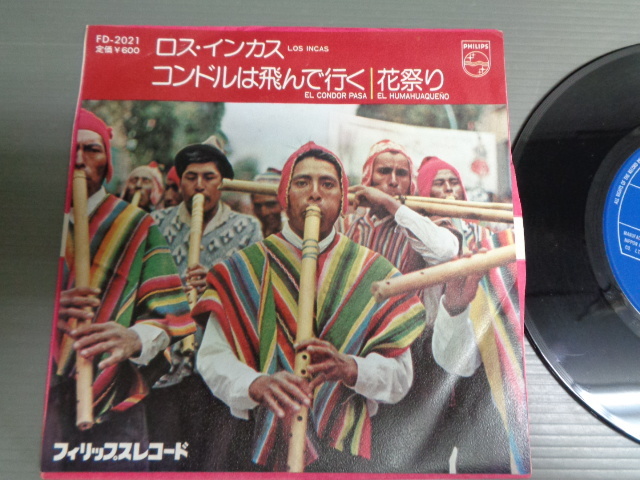 FD-2021
定価¥600
ロス・インカス LOS INCAS
コンドルは飛んで行く|花祭り
EL CONDOR PASA EL HUMAHUAQUEÑO
PHILIPS
フィリップスレコード